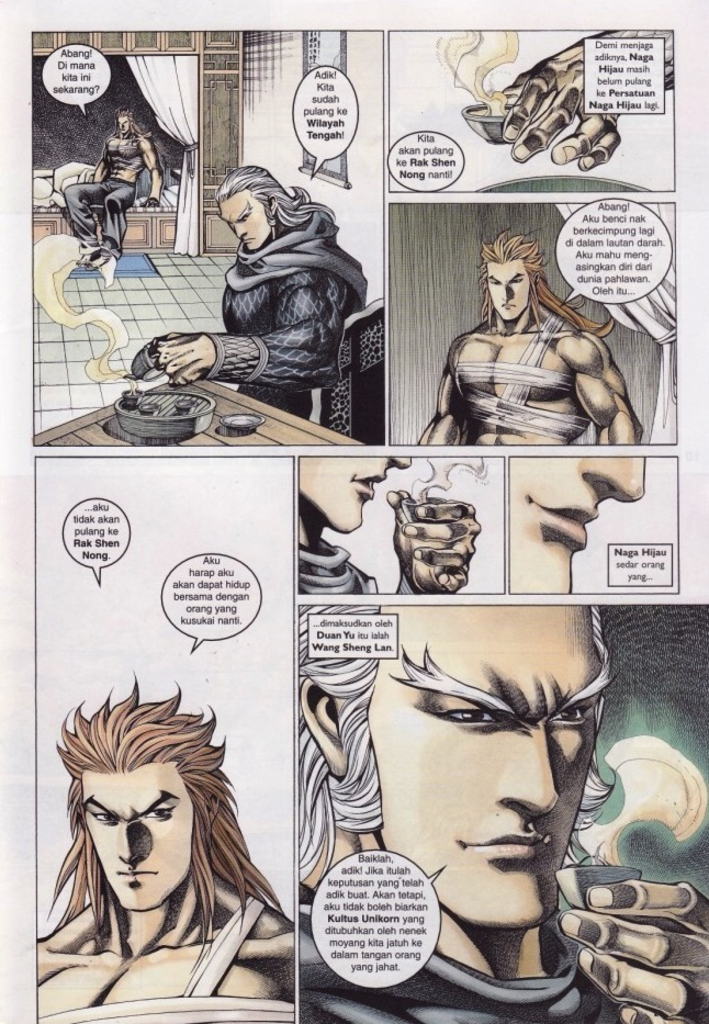 Abang!
Di mana
kita ini
sekarang?
Adik!
Kita
sudah
pulang ke
Wilayah
Tengah!
Demi menjaga
adiknya, Naga
Hijau masih
belum pulang
ke Persatuan
Naga Hijau lagi.
Kita
akan pulang
ke Rak Shen
Nong nanti!
Abang!
Aku benci nak
berkecimpung lagi
di dalam lautan darah.
Aku mahu meng-
asingkan diri dari
dunia pahlawan.
Oleh itu...
...aku
tidak akan
pulang ke
Rak Shen
Nong.
Aku
harap aku
akan dapat hidup
bersama dengan
orang yang
kusukai nanti.
Naga Hijau
sedar orang
yang...
...dimaksudkan oleh
Duan Yu itu ialah
Wang Sheng Lan.
Baiklah,
adik! Jika itulah
keputusan yang telah
adik buat. Akan tetapi,
aku tidak boleh biarkan
Kultus Unikorn yang
ditubuhkan oleh nenek
moyang kita jatuh ke
dalam tangan orang
yang jahat.